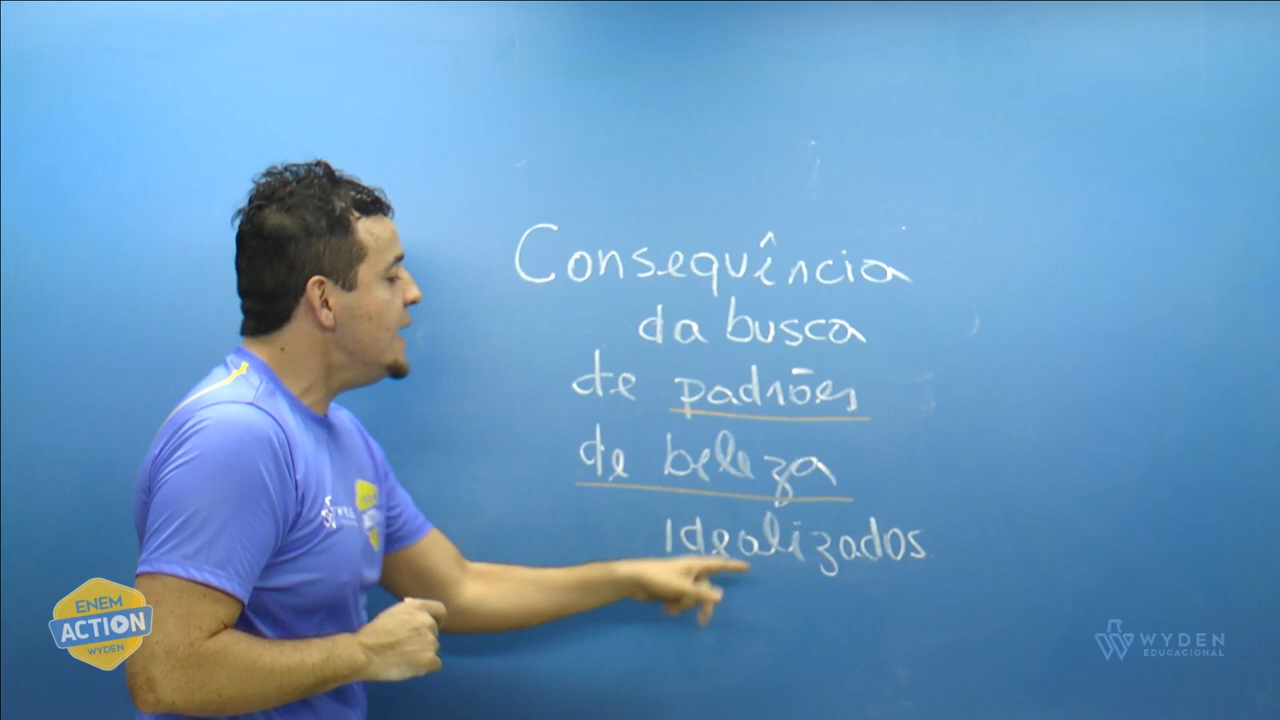 Consequência
da busca
de padrões
de beleza
Idealizados
ENEM
ACTION
WYDEN
WYDEN
EDUCACIONAL